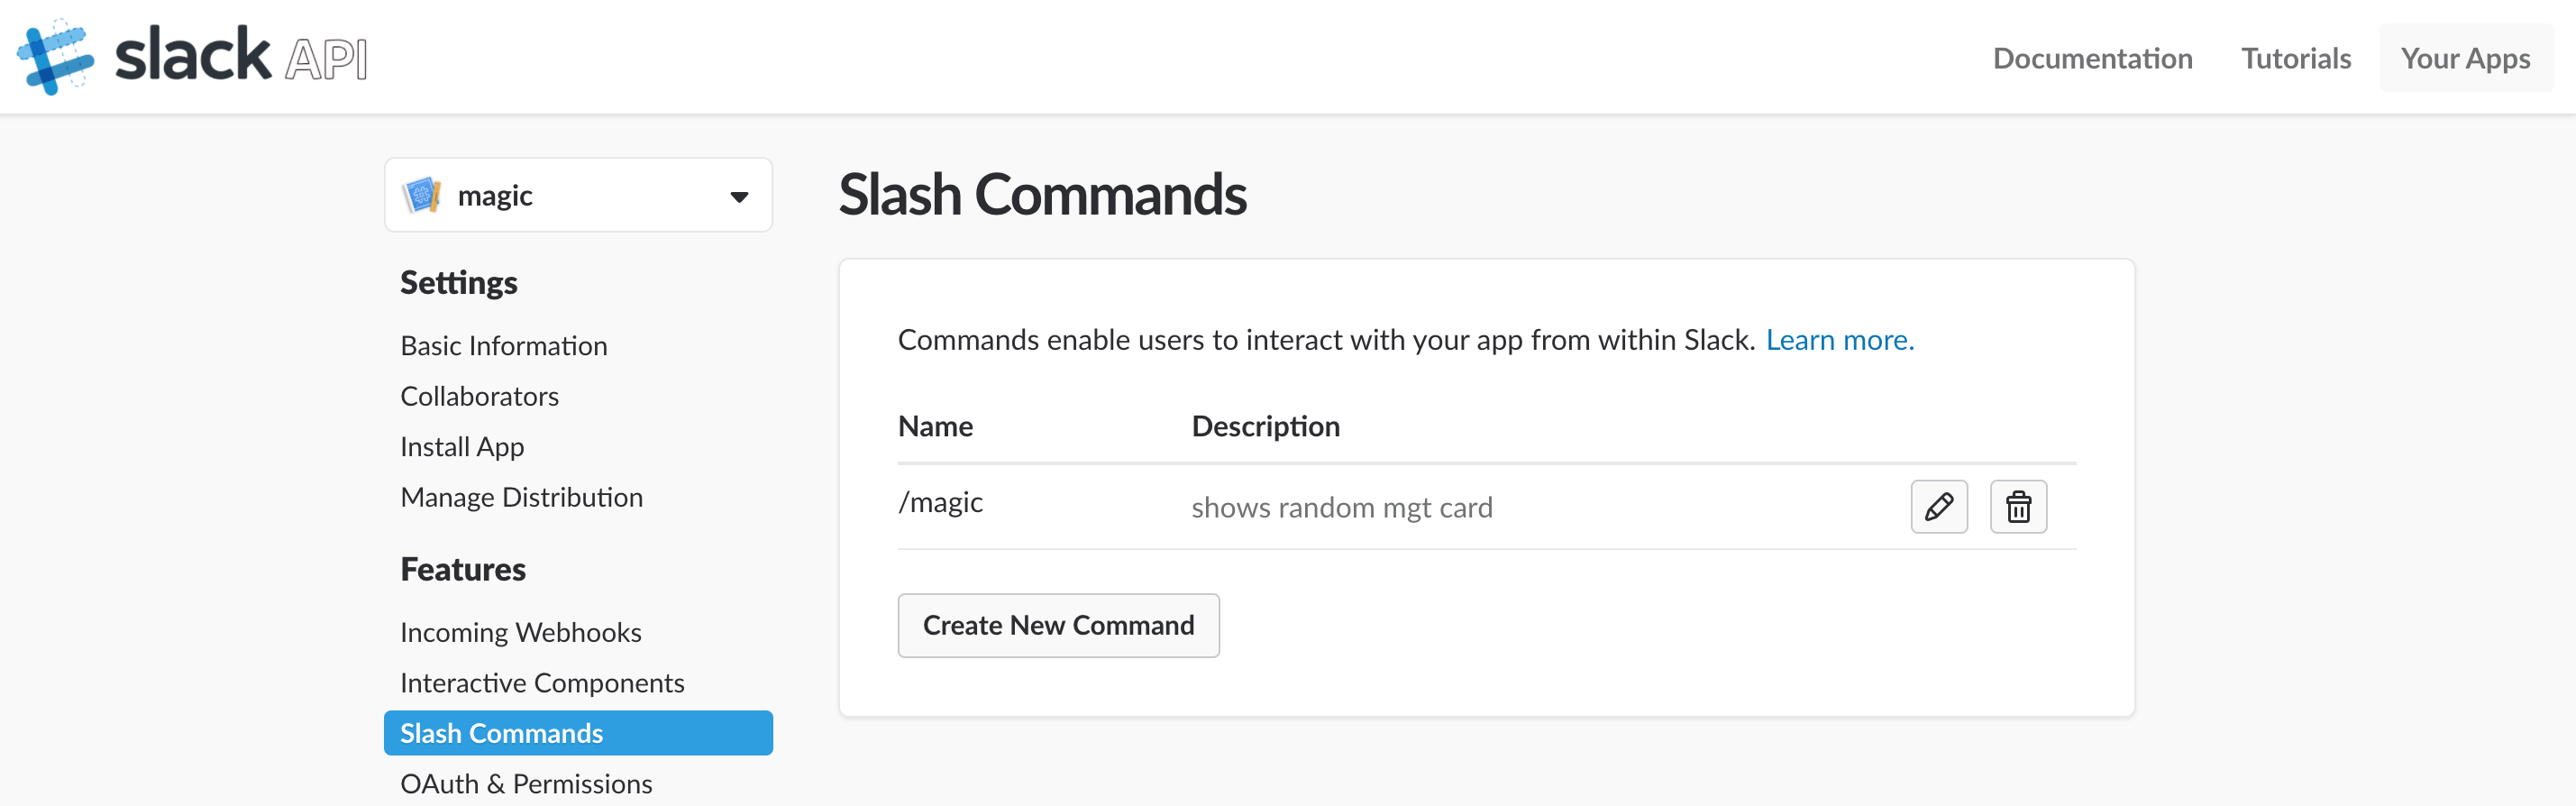 slack API
Documentation Tutorials Your Apps
magic
Settings
Basic Information
Collaborators
Install App
Manage Distribution
Features
Incoming Webhooks
Interactive Components
Slash Commands
OAuth & Permissions
Slash Commands
Commands enable users to interact with your app from within Slack. Learn more.
Name Description
/magic shows random mgt card
Create New Command